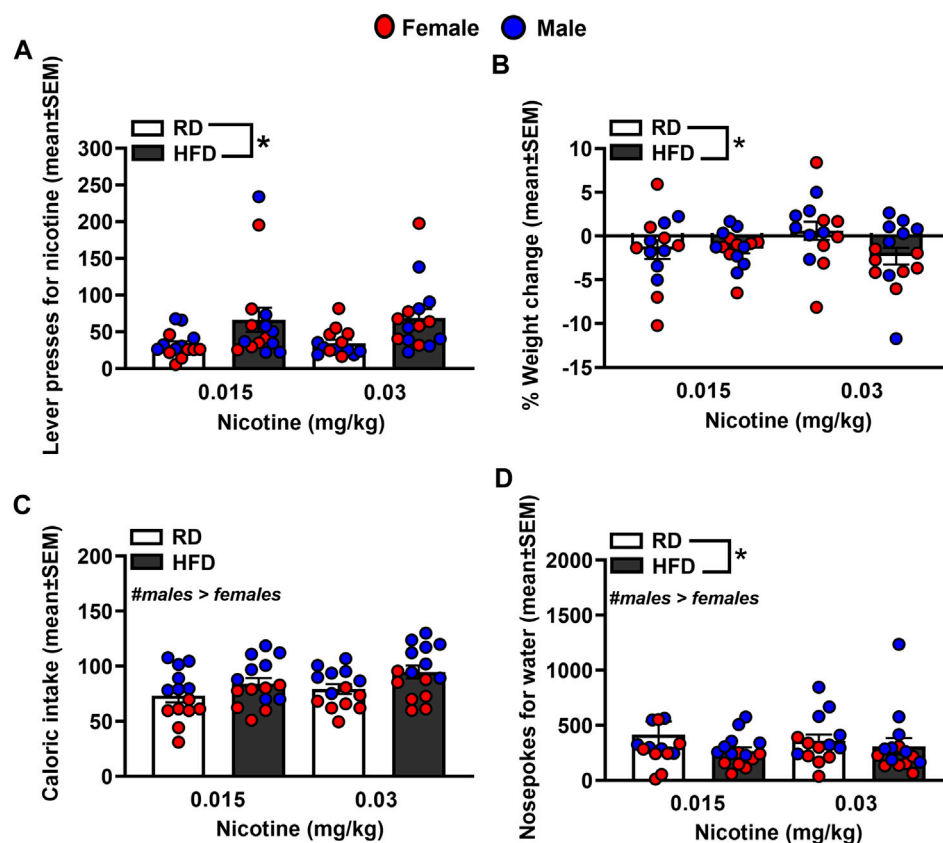 Female Male
A
Lever presses for nicotine (mean±SEM)
RD
HFD
*
300
250
200
150
100
50
0
0.015 0.03
Nicotine (mg/kg)
B
% Weight change (mean±SEM)
RD
HFD
*
10
5
0
-5
-10
-15
0.015 0.03
Nicotine (mg/kg)
C
Caloric intake (mean±SEM)
RD
HFD
#males > females
200
150
100
50
0
0.015 0.03
Nicotine (mg/kg)
D
Nosepokes for water (mean±SEM)
RD
HFD
*
#males > females
2000
1500
1000
500
0
0.015 0.03
Nicotine (mg/kg)